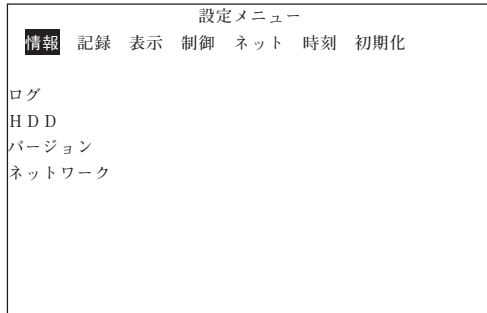 設定メニュー
情報 記録 表示 制御 ネット 時刻 初期化
ログ
ＨＤＤ
バージョン
ネットワーク